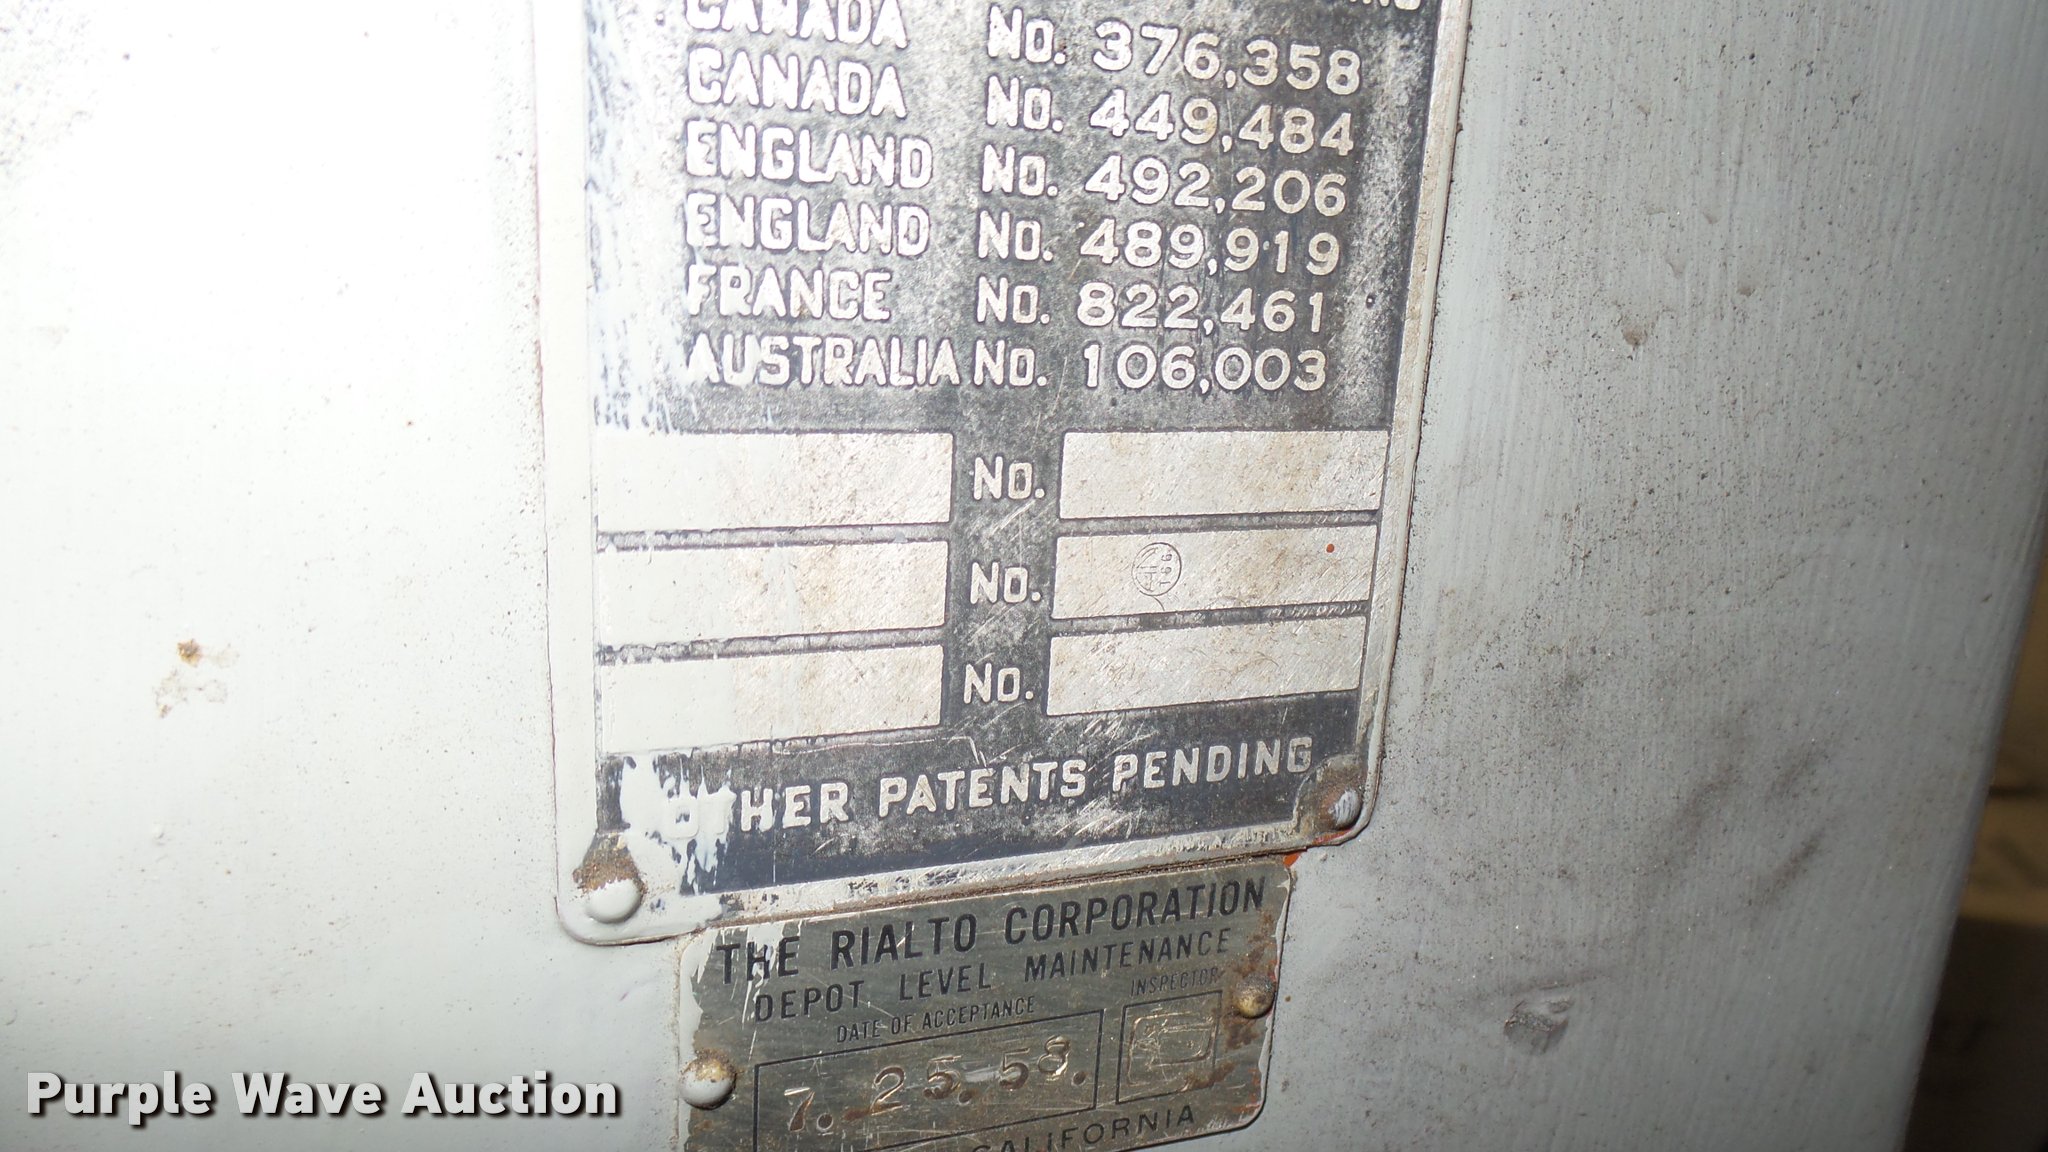 CANADA No. 376,358
CANADA No. 449,484
ENGLAND No. 492,206
ENGLAND No. 489,919
FRANCE No. 822,461
AUSTRALIA No. 106,003
No.
No.
No.
OTHER PATENTS PENDING
THE RIALTO CORPORATION
DEPOT LEVEL MAINTENANCE
DATE OF ACCEPTANCE INSPECTOR
7. 25. 58.
CALIFORNIA
Purple Wave Auction